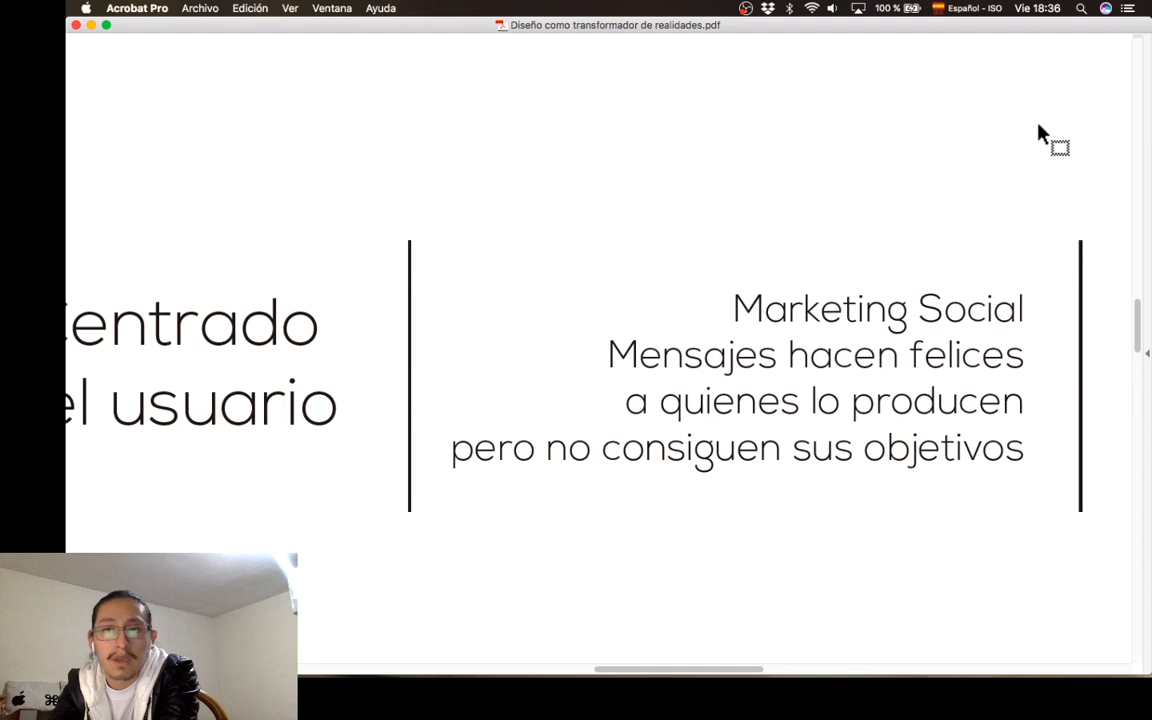 Acrobat Pro Archivo Edición Ver Ventana Ayuda 100 % Español - ISO Vie 18:36
Diseño como transformador de realidades.pdf
Centrado
el usuario
Marketing Social
Mensajes hacen felices
a quienes lo producen
pero no consiguen sus objetivos